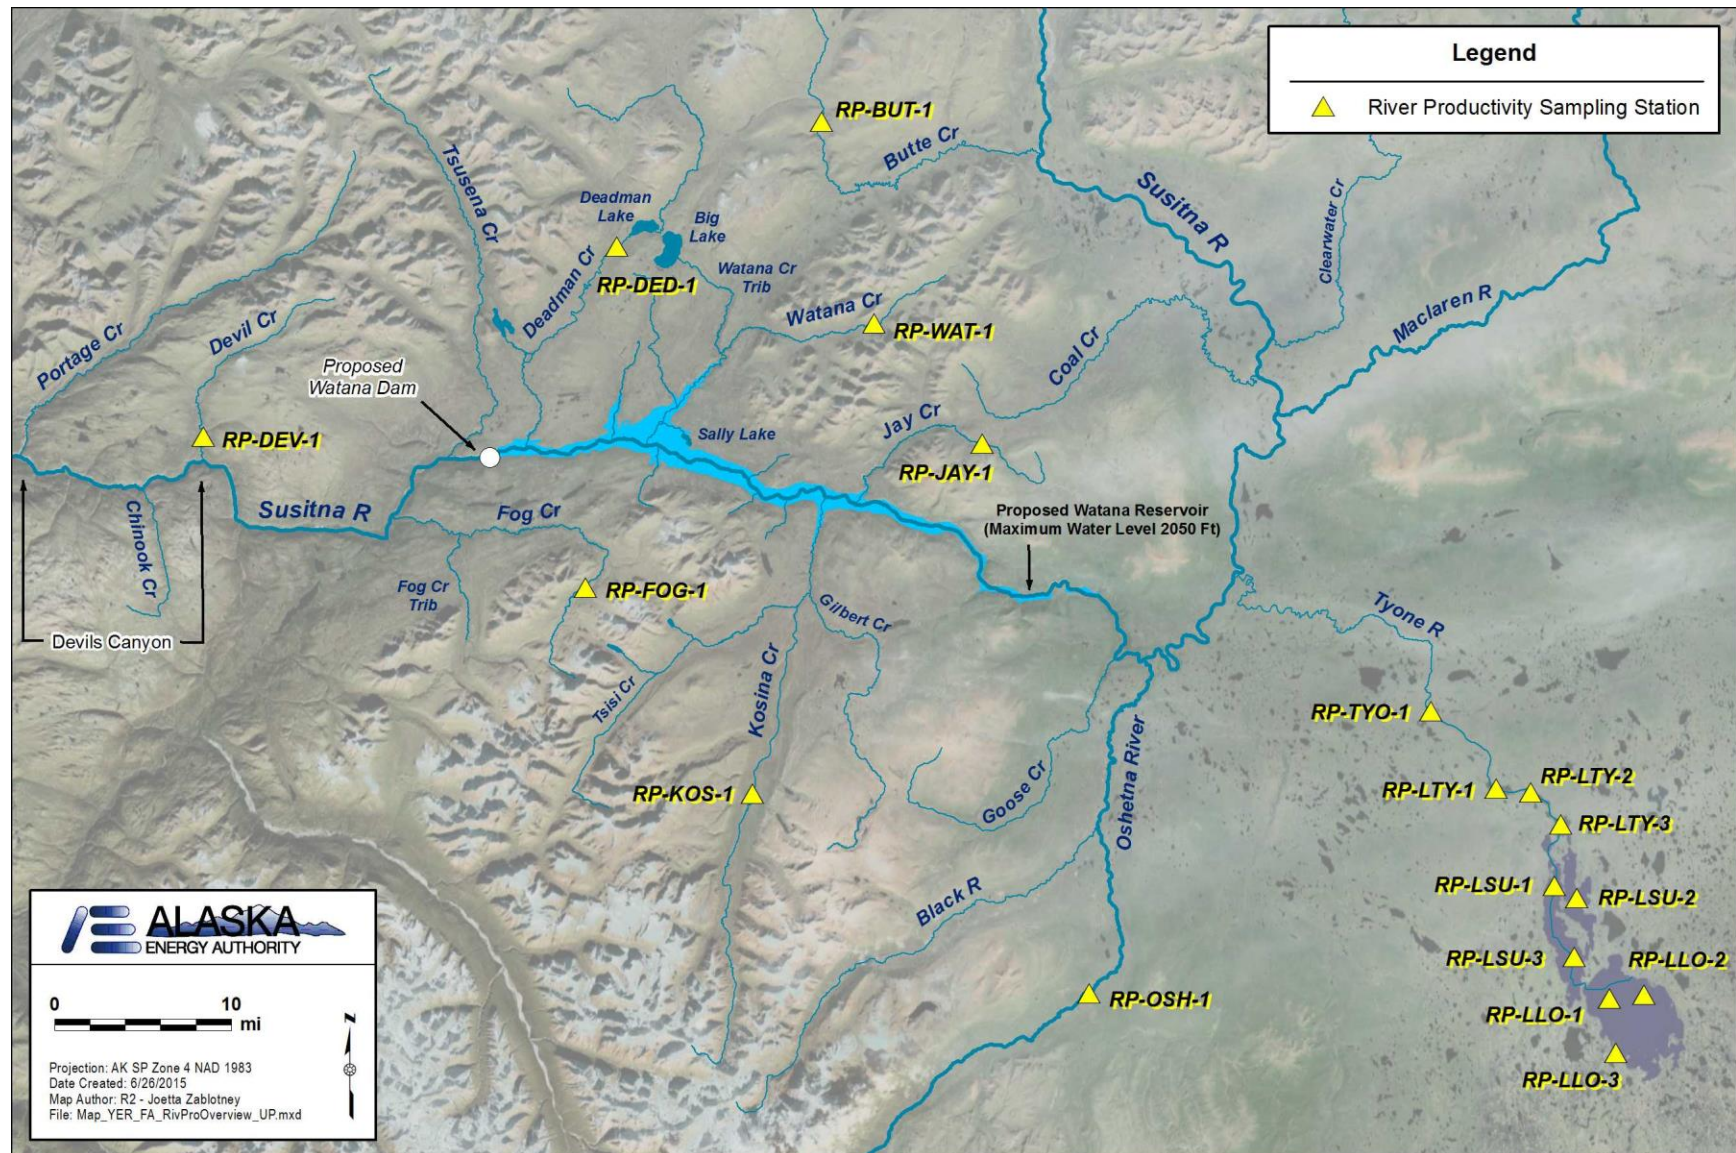 Legend
River Productivity Sampling Station
RP-BUT-1
Butte Cr
Tsusena Cr
Susitna R
Clearwater Cr
Deadman
Lake
Big
Lake
Deadman Cr
RP-DED-1
Watana Cr
Trib
Watana Cr
RP-WAT-1
Maclaren R
Portage Cr
Devil Cr
Coal Cr
Proposed
Watana Dam
Jay Cr
RP-DEV-1
Sally Lake
RP-JAY-1
Chinook Cr
Susitna R
Fog Cr
Proposed Watana Reservoir
(Maximum Water Level 2050 Ft)
Fog Cr
Trib
RP-FOG-1
Gilbert Cr
Tyone R
Devils Canyon
Tsisi Cr
Kosina Cr
RP-TYO-1
Oshetna River
Goose Cr
RP-KOS-1
RP-LTY-1
RP-LTY-2
RP-LTY-3
Black R
RP-LSU-1
RP-LSU-2
RP-LSU-3
RP-LLO-2
RP-OSH-1
RP-LLO-1
RP-LLO-3
ALASKA
ENERGY AUTHORITY
0 10
mi
N
Projection: AK SP Zone 4 NAD 1983
Date Created: 6/26/2015
Map Author: R2 - Joetta Zablotney
File: Map_YER_FA_RivProOverview_UP.mxd